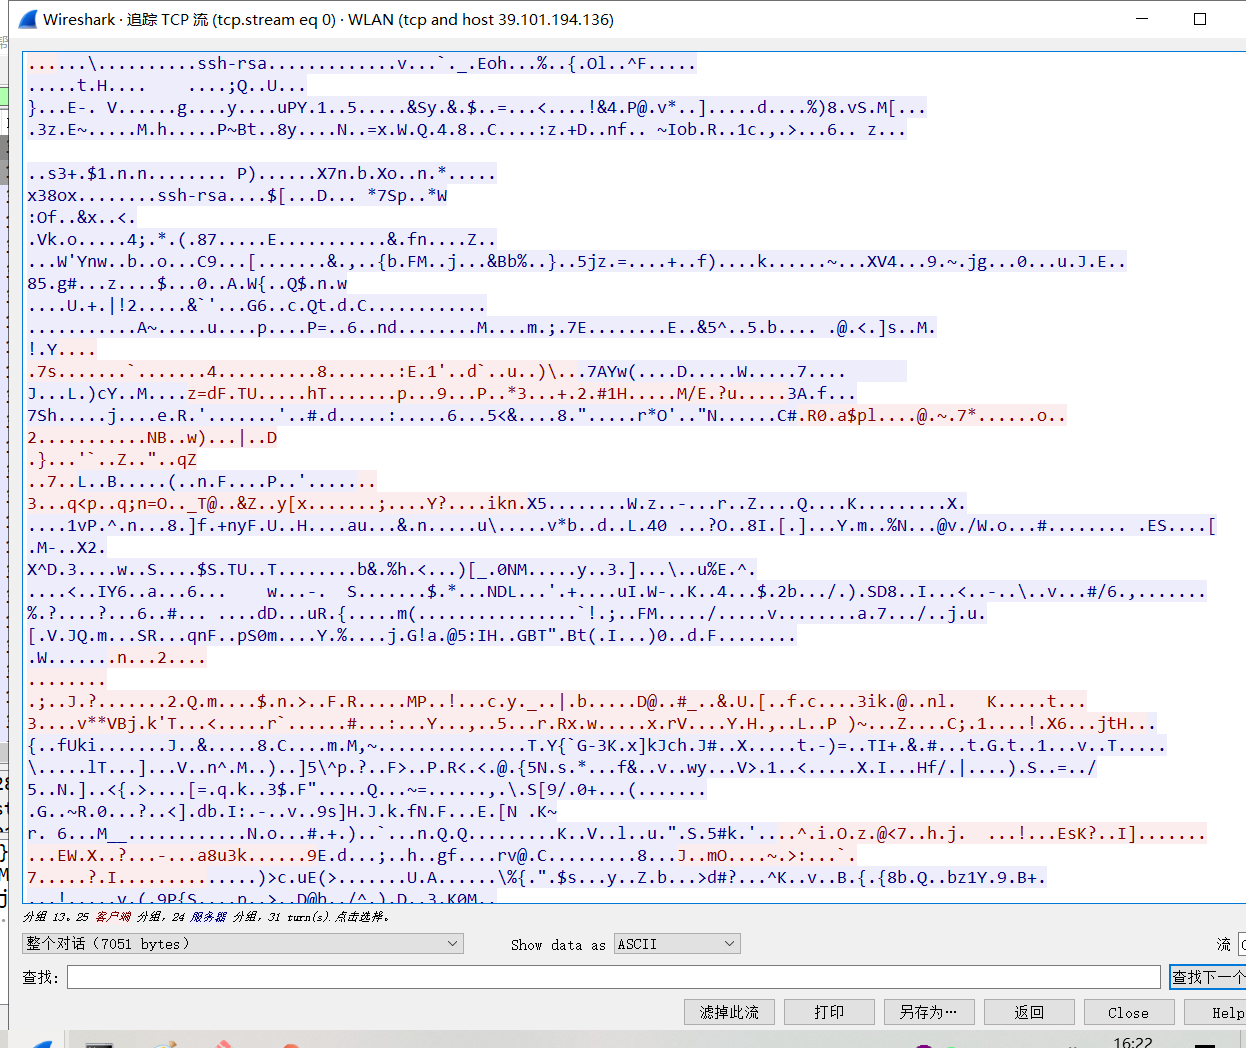 Wireshark · 追踪 TCP 流 (tcp.stream eq 0) · WLAN (tcp and host 39.101.194.136)
......\..........ssh-rsa.............v...`._.Eoh...%..{.Ol..^F.....
.....t.H....    ....;Q..U...
}...E-. V......g....y....uPY.1..5.....&Sy.&.$..=...<....!&4.P@.v*..].....d....%)8.vS.M[...
.3z.E~.....M.h.....P~Bt..8y....N..=x.W.Q.4.8..C....:z.+D..nf.. ~Iob.R..1c.,.>...6.. z...
..s3+.$1.n.n........ P)......X7n.b.Xo..n.*.....
x38ox........ssh-rsa....$[...D... *7Sp..*W
:Of..&x..<.
.Vk.o.....4;.*.(.87.....E...........&.fn....Z..
...W'Ynw..b..o...C9...[.......&.,..{b.FM..j...&Bb%..}..5jz.=....+..f)....k......~...XV4...9.~.jg...0...u.J.E..
85.g#...z....$...0..A.W{..Q$.n.w
....U.+.|!2.....&`'...G6..c.Qt.d.C............
...........A~.....u....p....P=..6..nd........M....m.;.7E........E..&5^..5.b.... .@.<.]s..M.
!.Y....
.7s.......`.......4..........8.......:E.1'..d`..u..)\...7AYw(....D.....W.....7....
J...L.)cY..M....z=dF.TU.....hT.......p...9...P..*3...+.2.#1H.....M/E.?u.....3A.f...
7Sh.....j....e.R.'.......'..#.d.....:.....6...5<&....8.".....r*O'.."N......C#.R0.a$pl....@.~.7*......o..
2...........NB..w)...|..D
.}...'`..Z.."..qZ
..7..L..B.....(..n.F....P..'.......
3...q<p..q;n=O.._T@..&Z..y[x.......;....Y?....ikn.X5........W.z..-...r..Z....Q....K.........X.
....1vP.^.n...8.]f.+nyF.U..H....au...&.n.....u\.....v*b..d..L.40 ...?O..8I.[.]...Y.m..%N...@v./W.o...#........ .ES....[
.M-..X2.
X^D.3....w..S....$S.TU..T........b&.%h.<...)[_.0NM.....y..3.]...\..u%E.^.
....<..IY6..a...6...    w...-.  S.......$.*...NDL...'.+....uI.W-..K..4...$.2b.../.).SD8..I...<..-..\..v...#/6.,.......
%.?....?...6..#... ....dD...uR.{.....m(................`!.;..FM...../.....v........a.7.../..j.u.
[.V.JQ.m...SR...qnF..pS0m....Y.%....j.G!a.@5:IH..GBT".Bt(.I...)0..d.F........
.W.......n...2....
........
.;..J.?.......2.Q.m....$.n.>..F.R.....MP..!...c.y._..|.b.....D@..#_..&.U.[..f.c....3ik.@..nl.   K.....t...
3....v**VBj.k'T...<.....r`......#...:...Y...,..5...r.Rx.w.....x.rV....Y.H.,..L..P )~...Z....C;.1....!.X6...jtH...
{..fUki.......J..&.....8.C....m.M,~...............T.Y{`G-3K.x]kJch.J#..X.....t.-)=..TI+.&.#...t.G.t..1...v..T.....
\.....lT...]...V..n^.M..)..]5\^p.?..F>..P.R<.<.@.{5N.s.*...f&..v..wy...V>.1..<.....X.I...Hf/.|....).S..=../
5..N.]..<{.>....[=.q.k..3$.F".....Q...~=......,.\.S[9/.0+...(.......
.G..~R.0...?..<].db.I:.-..v..9s]H.J.k.fN.F...E.[N .K~
r. 6...M__............N.o...#.+.)..`...n.Q.Q.........K..V..l..u.".S.5#k.'....^.i.O.z.@<7..h.j.  ...!...EsK?..I].......
...EW.X..?...-...a8u3k......9E.d...;..h..gf....rv@.C.........8...J..mO....~.>:...`.
7.....?.I...............)>c.uE(>.......U.A......\%{.".$s...y..Z.b...>d#?...^K..v..B.{.{8b.Q..bz1Y.9.B+.
...!.....v.(.9P{S....n..>..D@b../^.).D..3.K0M..
分组 13。25 客户端 分组，24 服务器 分组，31 turn(s).点击选择。
整个对话（7051 bytes）
Show data as
ASCII
流
查找:
查找下一个
滤掉此流
打印
另存为…
返回
Close
Help
16:22